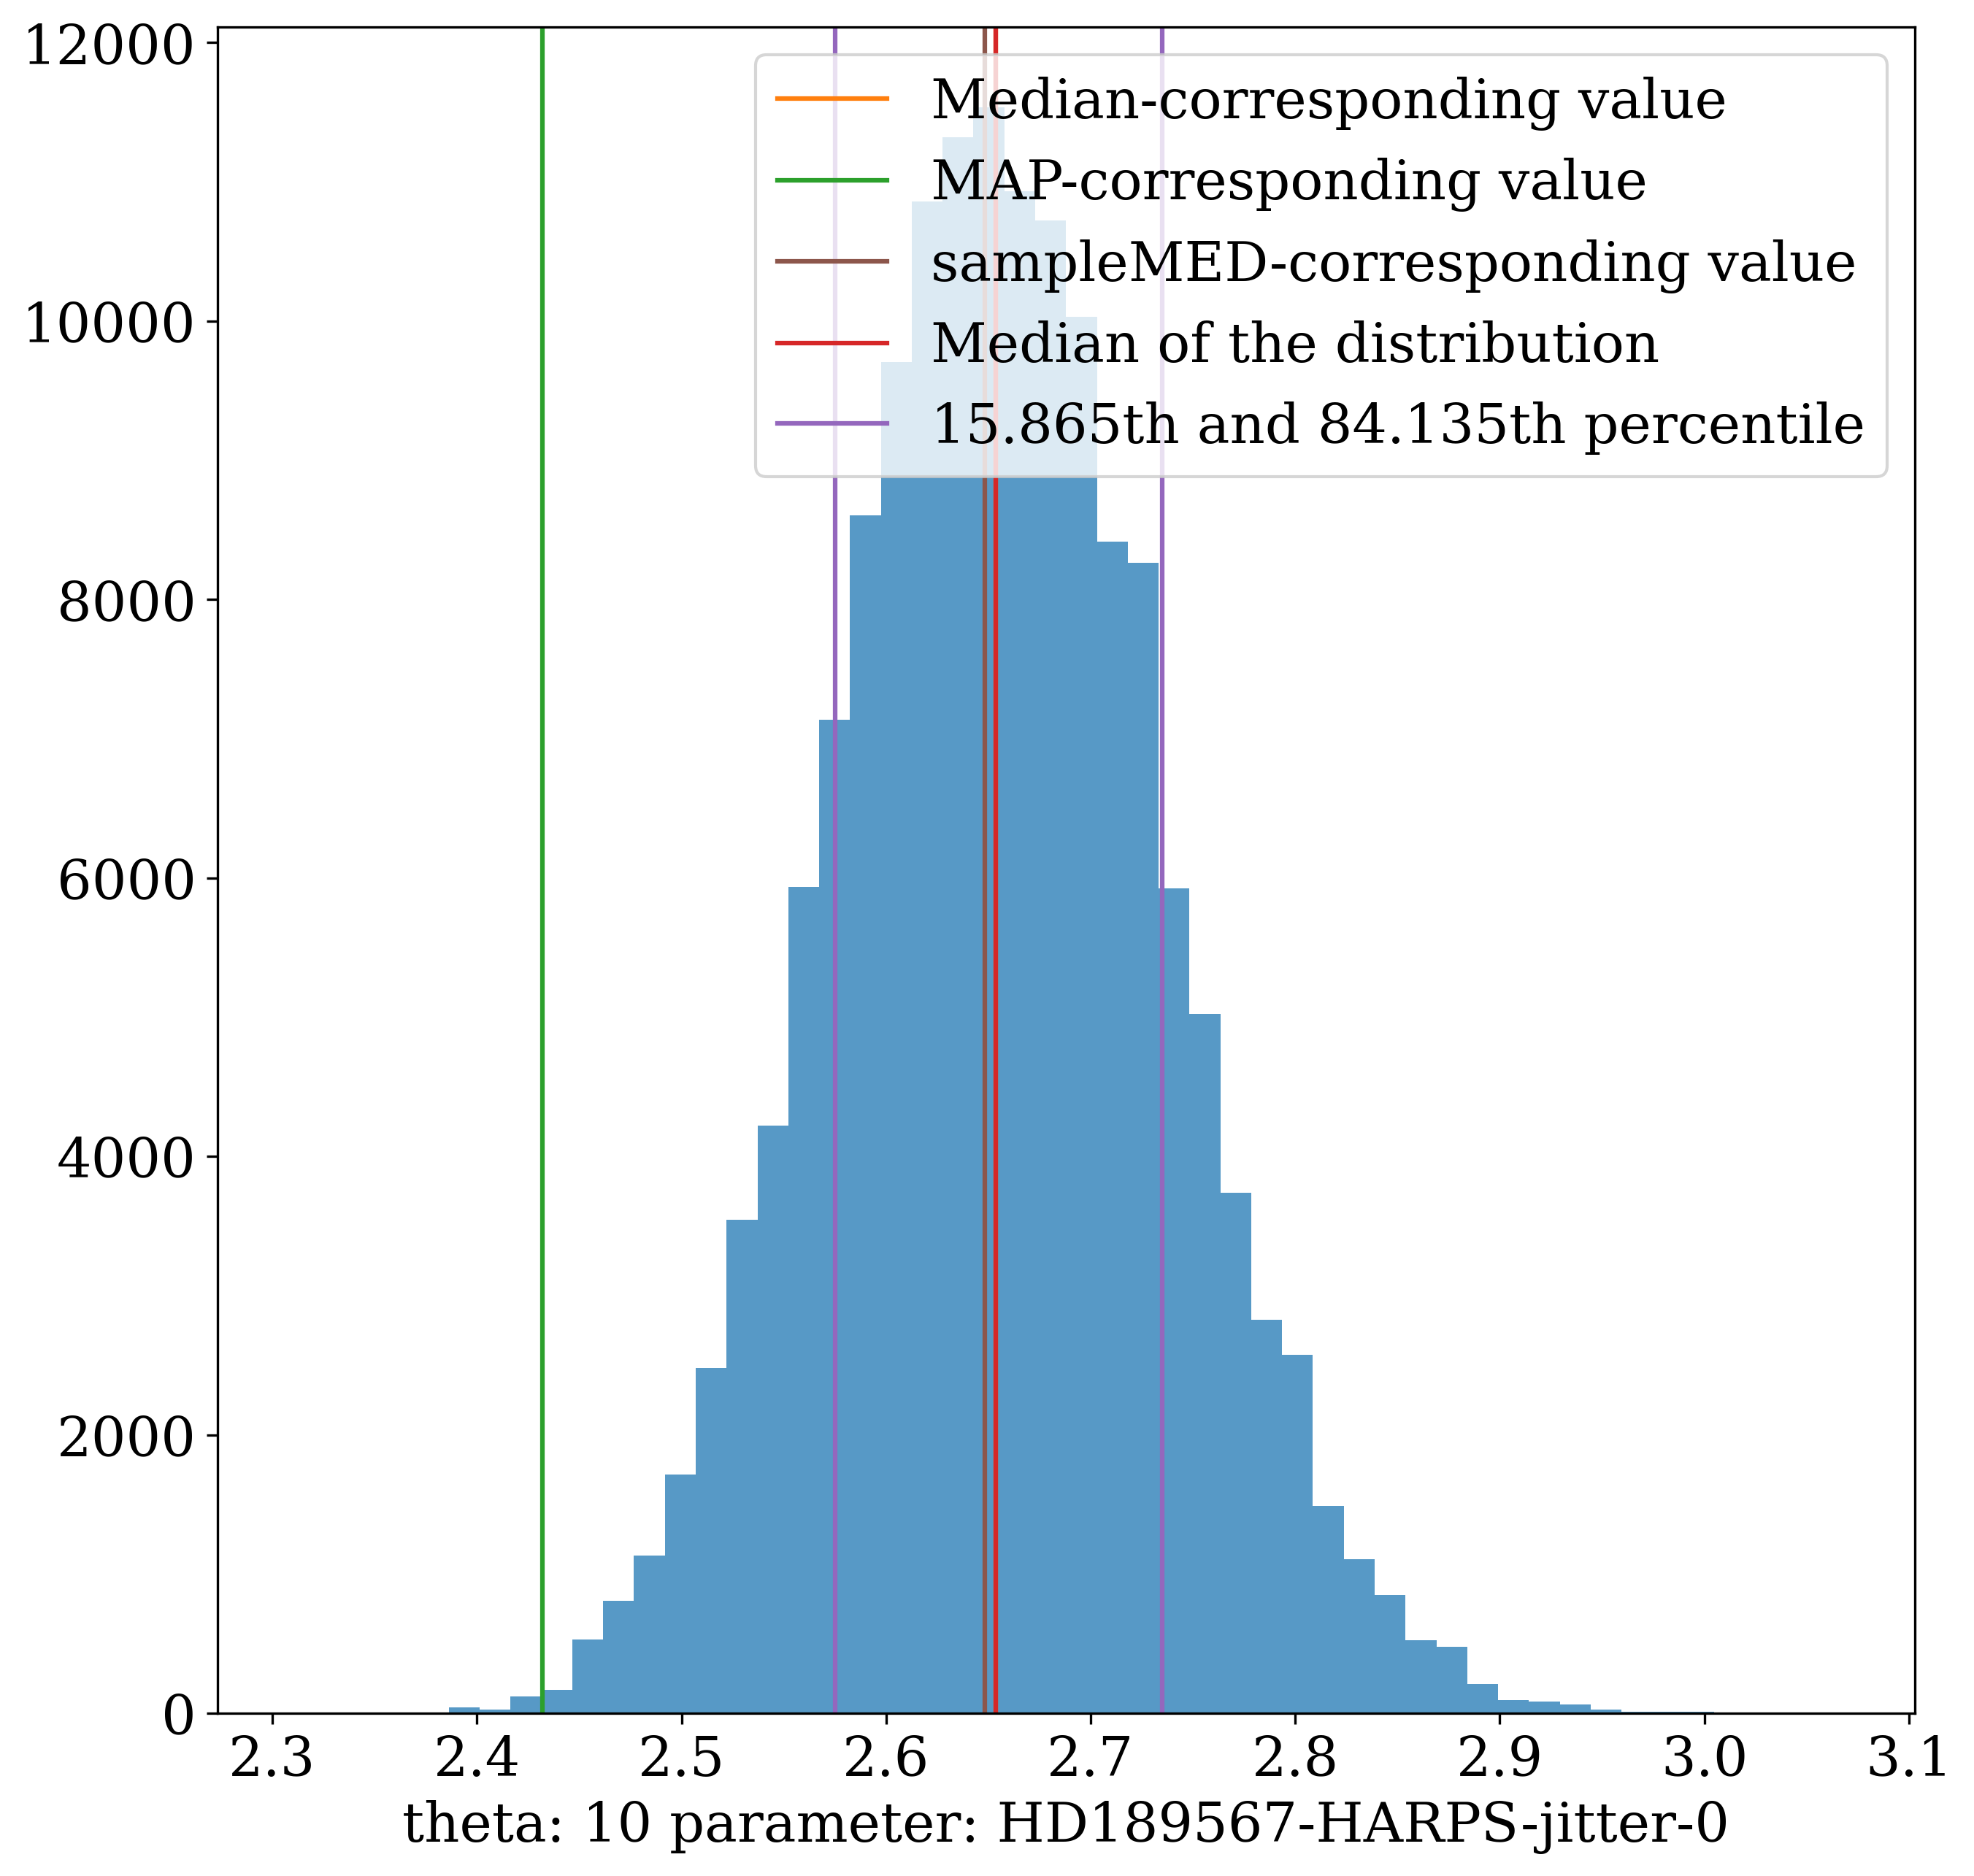 12000
10000
8000
6000
4000
2000
0
Median-corresponding value
MAP-corresponding value
sampleMED-corresponding value
Median of the distribution
15.865th and 84.135th percentile
2.3 2.4 2.5 2.6 2.7 2.8 2.9 3.0 3.1
theta: 10 parameter: HD189567-HARPS-jitter-0